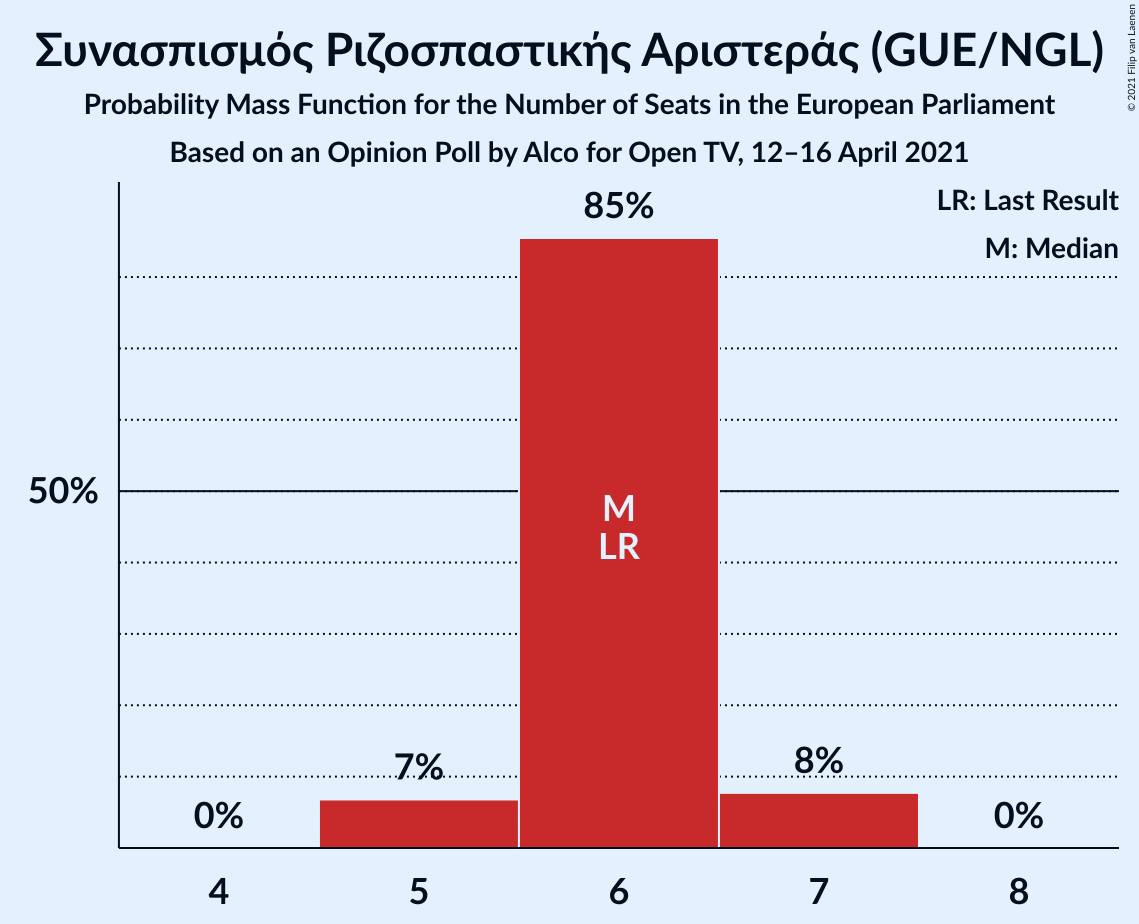 Συνασπισμός Ριζοσπαστικής Αριστεράς (GUE/NGL)
Probability Mass Function for the Number of Seats in the European Parliament
Based on an Opinion Poll by Alco for Open TV, 12–16 April 2021
© 2021 Filip van Laenen
LR: Last Result
M: Median
85%
50%
M
LR
7%
8%
0%
0%
4 5 6 7 8